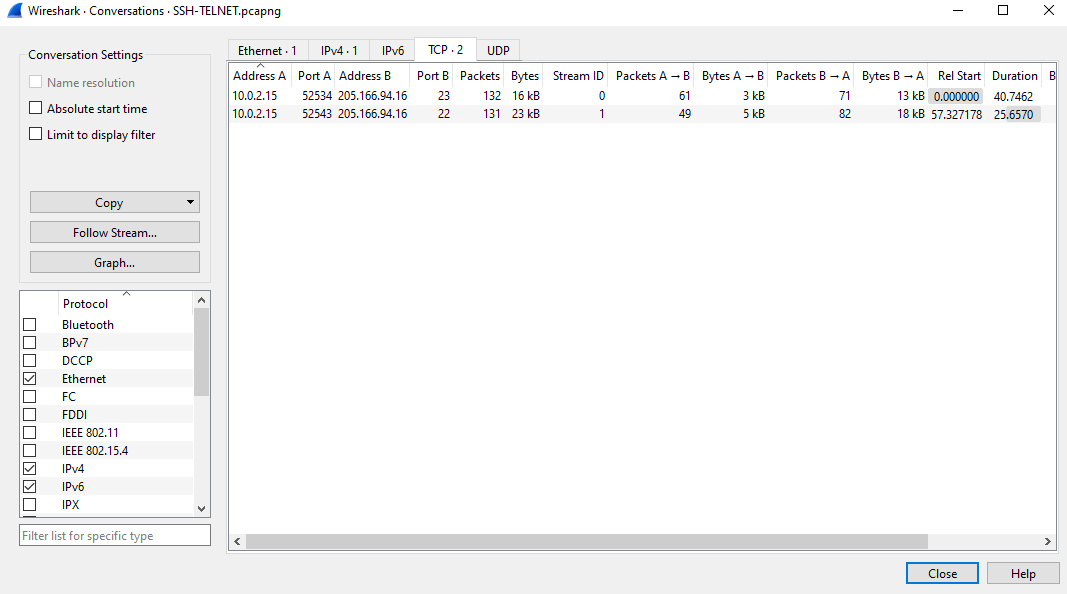 Wireshark · Conversations · SSH-TELNET.pcapng
Conversation Settings
Name resolution
Absolute start time
Limit to display filter
Copy
Follow Stream...
Graph...
Protocol
Bluetooth
BPv7
DCCP
Ethernet
FC
FDDI
IEEE 802.11
IEEE 802.15.4
IPv4
IPv6
IPX
Filter list for specific type
Ethernet · 1 IPv4 · 1 IPv6 TCP · 2 UDP
Address A Port A Address B Port B Packets Bytes Stream ID Packets A → B Bytes A → B Packets B → A Bytes B → A Rel Start Duration B
10.0.2.15 52534 205.166.94.16 23 132 16 kB 0 61 3 kB 71 13 kB 0.000000 40.7462
10.0.2.15 52543 205.166.94.16 22 131 23 kB 1 49 5 kB 82 18 kB 57.327178 25.6570
Close Help